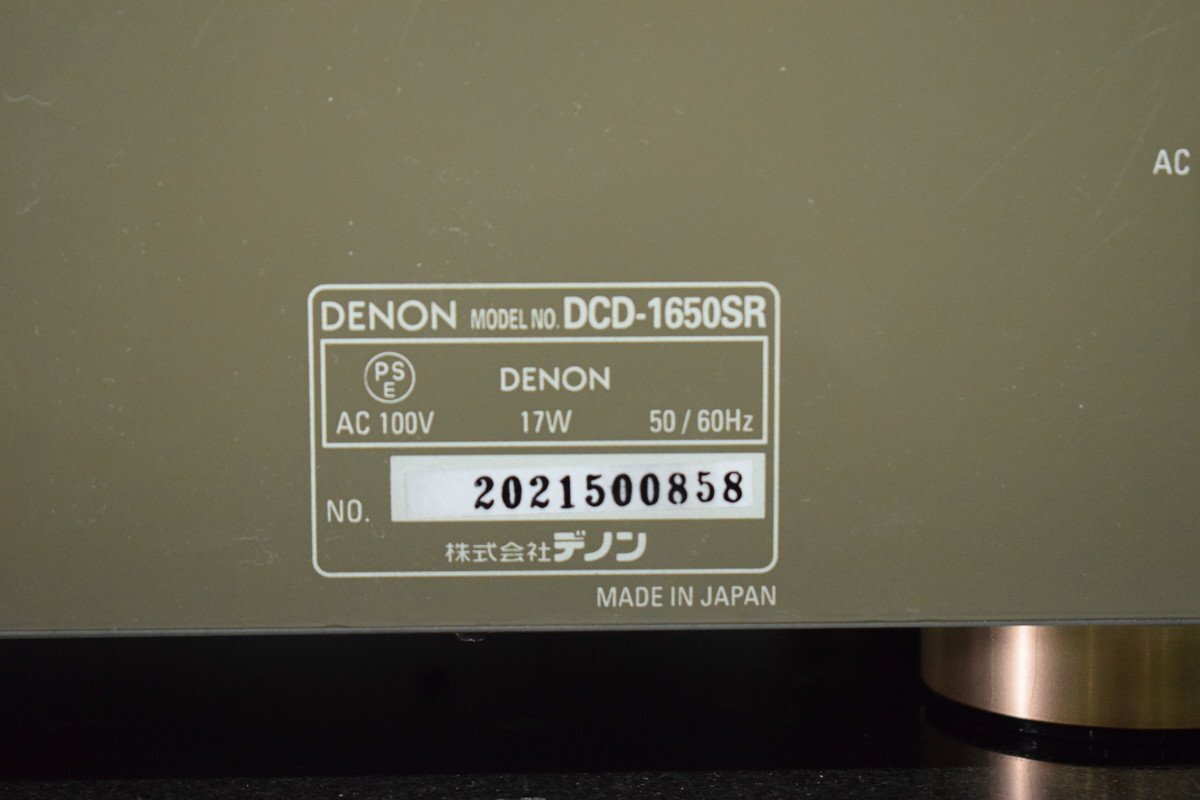 AC
DENON MODEL NO. DCD-1650SR
PSE DENON
AC 100V 17W 50 / 60Hz
NO. 2021500858
株式会社デノン
MADE IN JAPAN